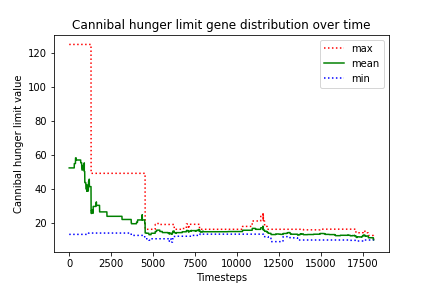 Cannibal hunger limit gene distribution over time
max
mean
min
Cannibal hunger limit value
120
100
80
60
40
20
0
2500
5000
7500
10000
12500
15000
17500
Timesteps